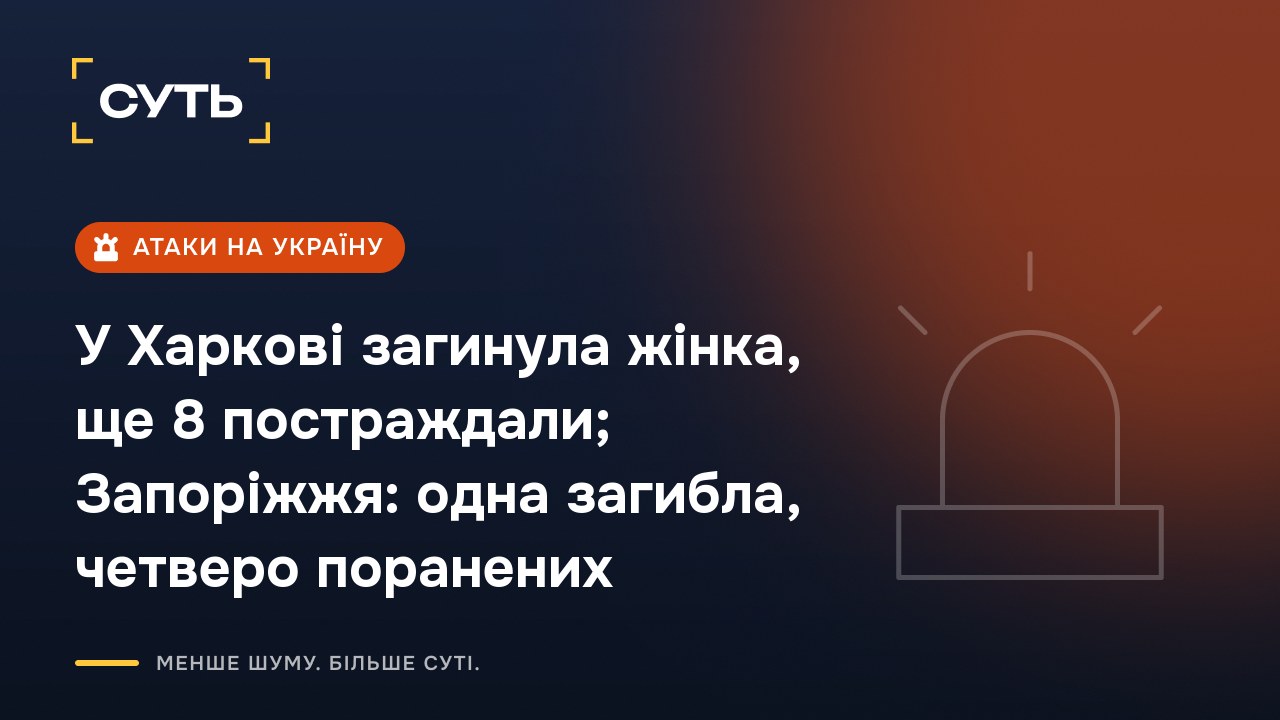 СУТЬ
АТАКИ НА УКРАЇНУ
У Харкові загинула жінка,
ще 8 постраждали;
Запоріжжя: одна загибла,
четверо поранених
МЕНШЕ ШУМУ. БІЛЬШЕ СУТІ.